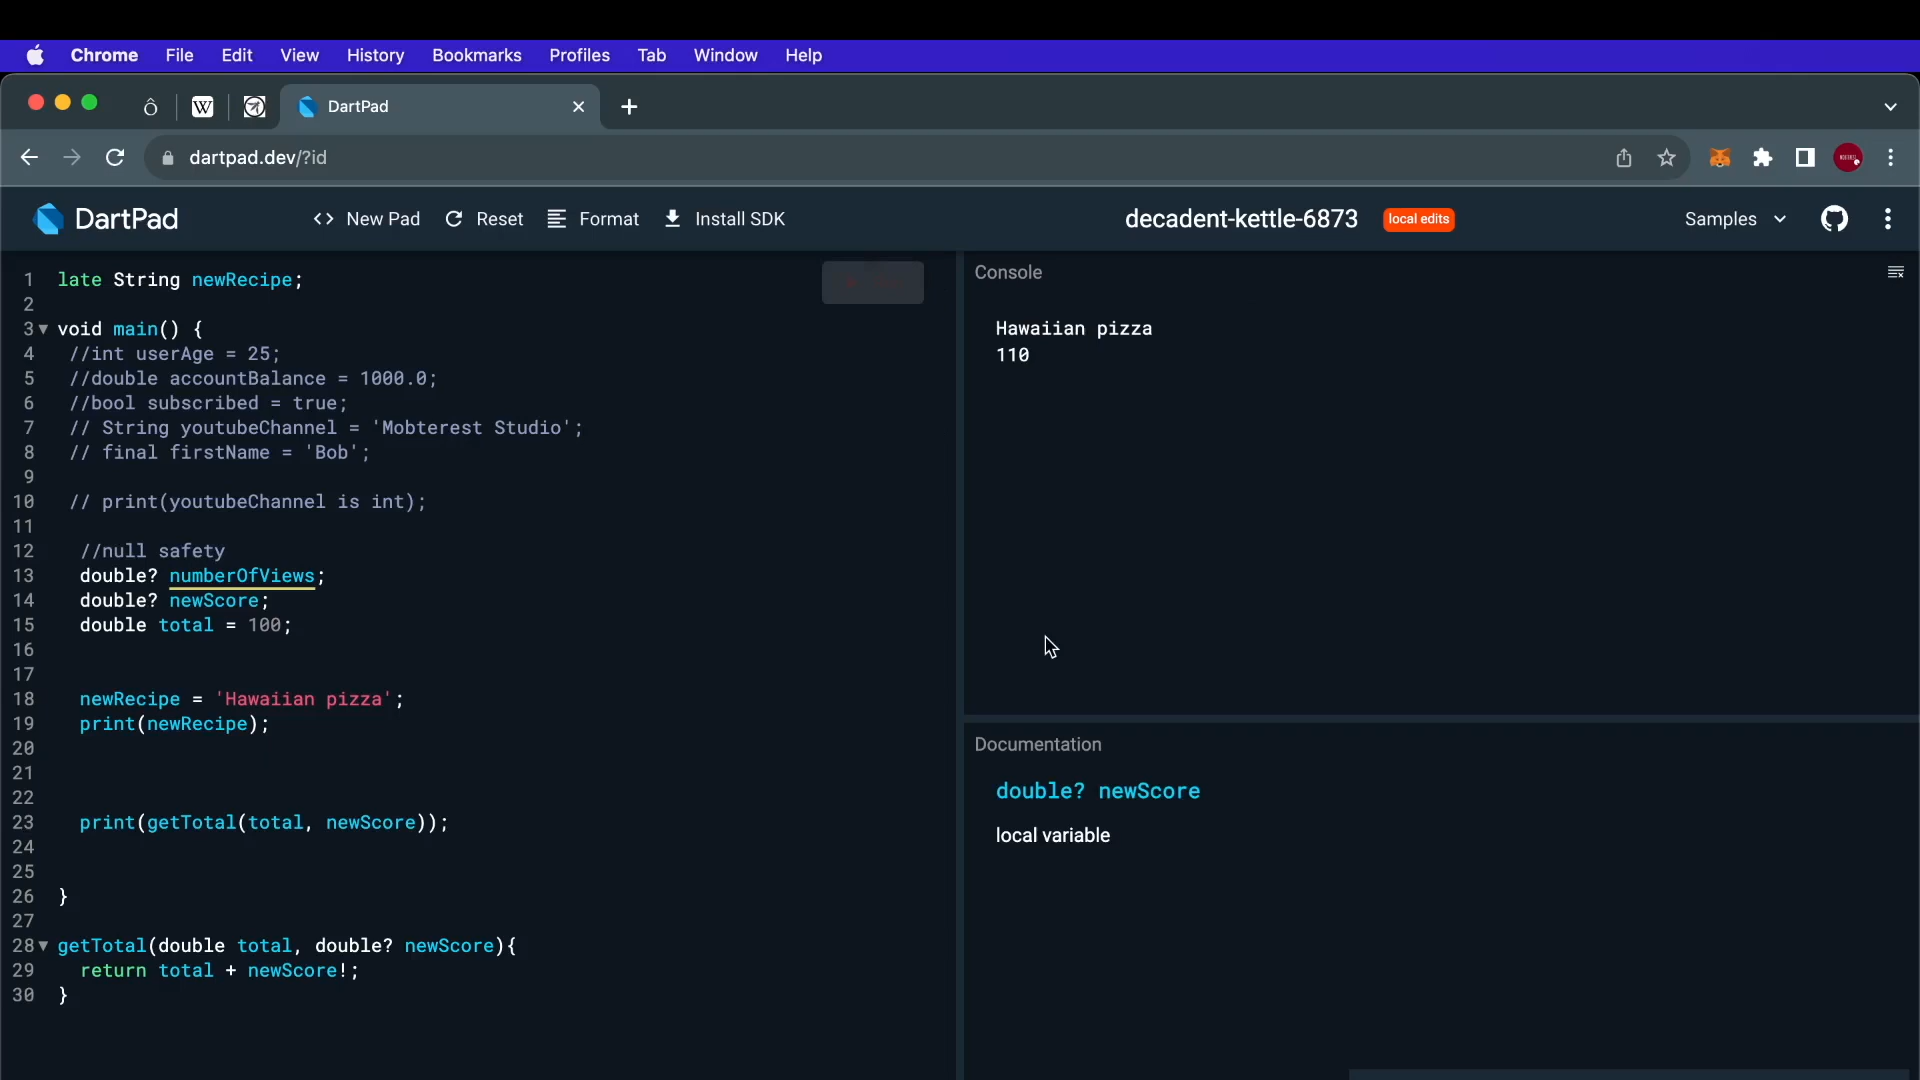 Chrome File Edit View History Bookmarks Profiles Tab Window Help
W DartPad
dartpad.dev/?id
DartPad <> New Pad Reset Format Install SDK decadent-kettle-6873 local edits Samples
1 late String newRecipe;
2
3 void main() {
4 //int userAge = 25;
5 //double accountBalance = 1000.0;
6 //bool subscribed = true;
7 // String youtubeChannel = 'Mobterest Studio';
8 // final firstName = 'Bob';
9
10 // print(youtubeChannel is int);
11
12 //null safety
13 double? numberOfViews;
14 double? newScore;
15 double total = 100;
16
17
18 newRecipe = 'Hawaiian pizza';
19 print(newRecipe);
20
21
22
23 print(getTotal(total, newScore));
24
25
26 }
27
28 getTotal(double total, double? newScore){
29 return total + newScore!;
30 }
Console
Hawaiian pizza
110
Documentation
double? newScore
local variable